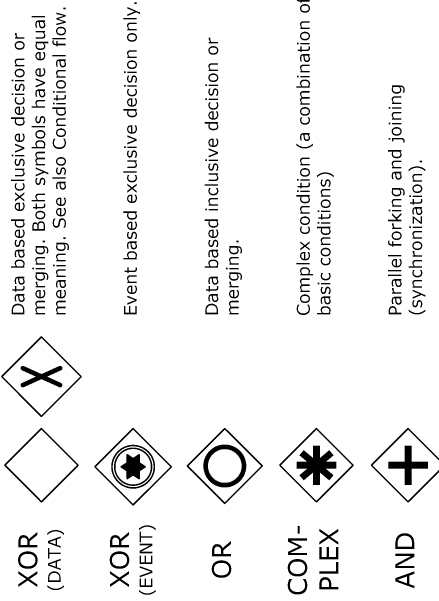 XOR
(DATA)
Data based exclusive decision or
merging. Both symbols have equal
meaning. See also Conditional flow.
XOR
(EVENT)
Event based exclusive decision only.
OR
Data based inclusive decision or
merging.
COM-
PLEX
Complex condition (a combination of
basic conditions)
AND
Parallel forking and joining
(synchronization).